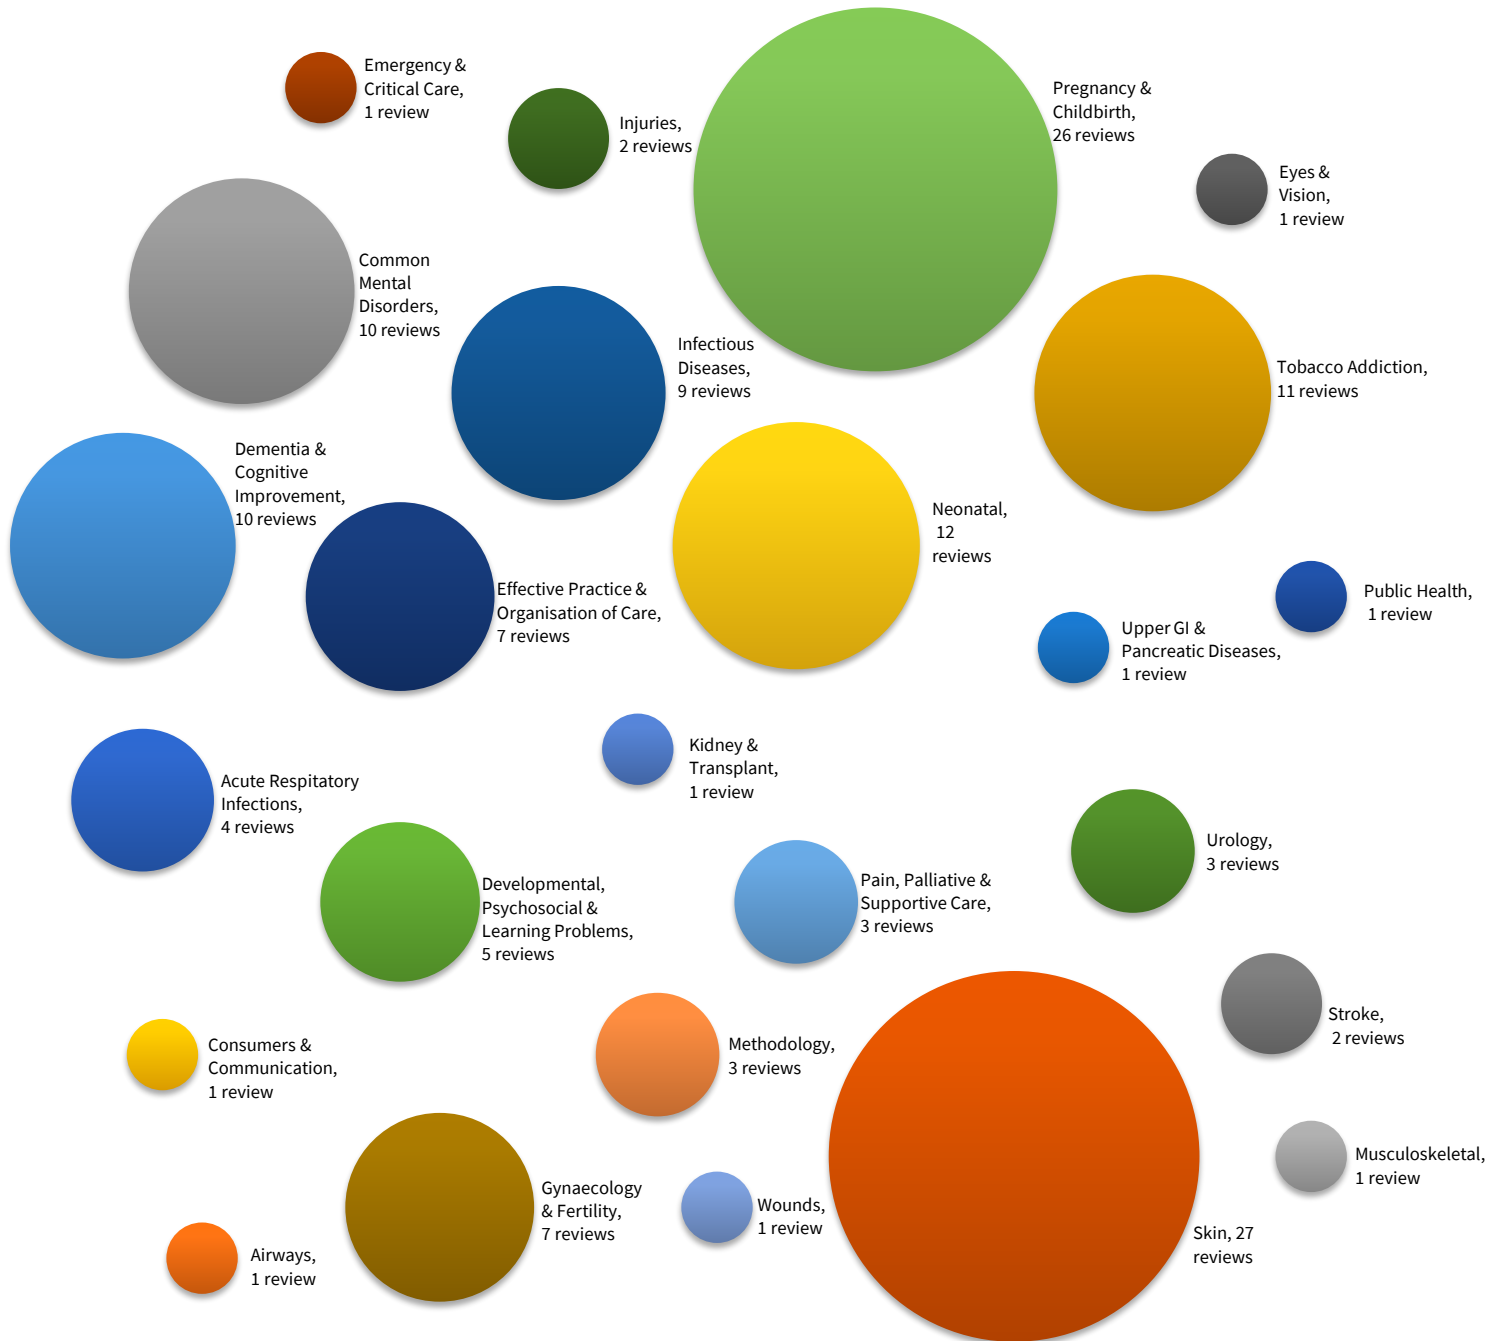 Emergency &
Critical Care,
1 review
Injuries,
2 reviews
Pregnancy &
Childbirth,
26 reviews
Eyes &
Vision,
1 review
Common
Mental
Disorders,
10 reviews
Infectious
Diseases,
9 reviews
Tobacco Addiction,
11 reviews
Dementia &
Cognitive
Improvement,
10 reviews
Effective Practice &
Organisation of Care,
7 reviews
Neonatal,
12
reviews
Public Health,
1 review
Upper GI &
Pancreatic Diseases,
1 review
Kidney &
Transplant,
1 review
Acute Respitatory
Infections,
4 reviews
Urology,
3 reviews
Developmental,
Psychosocial &
Learning Problems,
5 reviews
Pain, Palliative &
Supportive Care,
3 reviews
Stroke,
2 reviews
Consumers &
Communication,
1 review
Methodology,
3 reviews
Musculoskeletal,
1 review
Gynaecology
& Fertility,
7 reviews
Wounds,
1 review
Skin, 27
reviews
Airways,
1 review